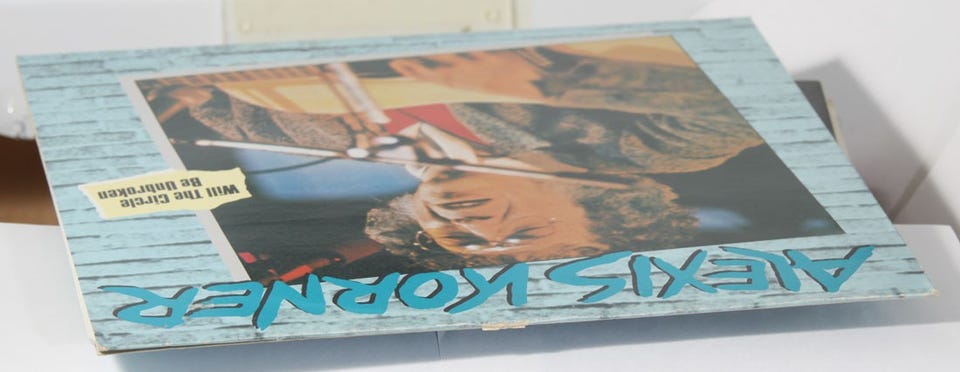 ALEXIS KORNER
Will The Circle
Be Unbroken